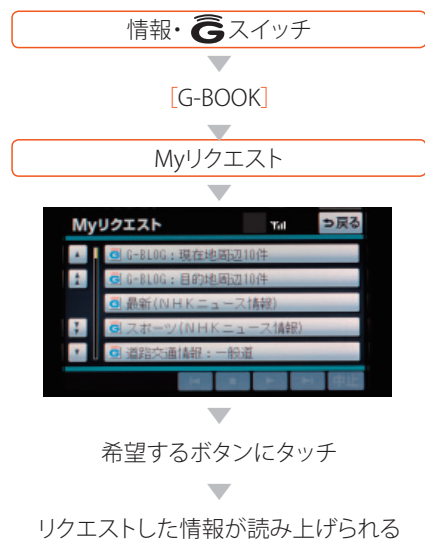 情報・Gスイッチ
[G-BOOK]
Myリクエスト
Myリクエスト
戻る
G-BLOG：現在地周辺10件
G-BLOG：目的地周辺10件
最新(NHKニュース情報)
スポーツ(NHKニュース情報)
道路交通情報：一般道
中止
希望するボタンにタッチ
リクエストした情報が読み上げられる